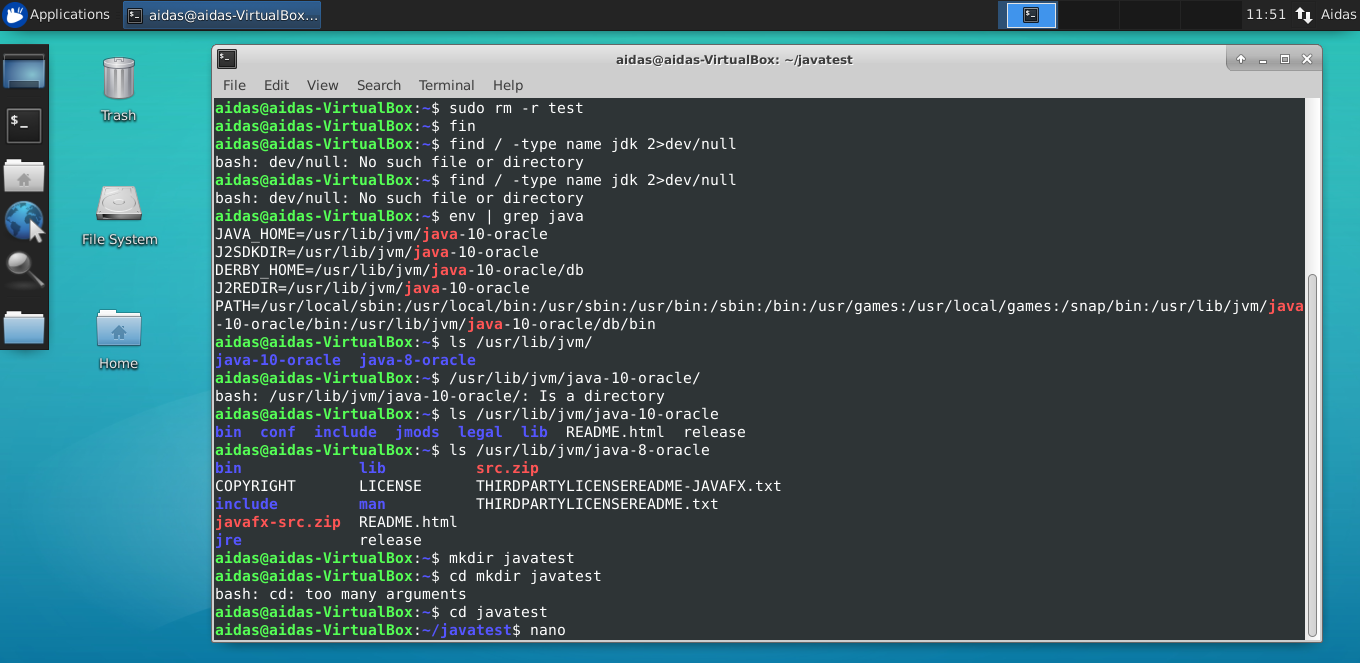 Applications
aidas@aidas-VirtualBox...
11:51
Aidas
Trash
File System
Home
aidas@aidas-VirtualBox: ~/javatest
File Edit View Search Terminal Help
aidas@aidas-VirtualBox:~$ sudo rm -r test
aidas@aidas-VirtualBox:~$ fin
aidas@aidas-VirtualBox:~$ find / -type name jdk 2>dev/null
bash: dev/null: No such file or directory
aidas@aidas-VirtualBox:~$ find / -type name jdk 2>dev/null
bash: dev/null: No such file or directory
aidas@aidas-VirtualBox:~$ env | grep java
JAVA_HOME=/usr/lib/jvm/java-10-oracle
J2SDKDIR=/usr/lib/jvm/java-10-oracle
DERBY_HOME=/usr/lib/jvm/java-10-oracle/db
J2REDIR=/usr/lib/jvm/java-10-oracle
PATH=/usr/local/sbin:/usr/local/bin:/usr/sbin:/usr/bin:/sbin:/bin:/usr/games:/usr/local/games:/snap/bin:/usr/lib/jvm/java
-10-oracle/bin:/usr/lib/jvm/java-10-oracle/db/bin
aidas@aidas-VirtualBox:~$ ls /usr/lib/jvm/
java-10-oracle  java-8-oracle
aidas@aidas-VirtualBox:~$ /usr/lib/jvm/java-10-oracle/
bash: /usr/lib/jvm/java-10-oracle/: Is a directory
aidas@aidas-VirtualBox:~$ ls /usr/lib/jvm/java-10-oracle
bin  conf  include  jmods  legal  lib  README.html  release
aidas@aidas-VirtualBox:~$ ls /usr/lib/jvm/java-8-oracle
bin             lib          src.zip
COPYRIGHT       LICENSE      THIRDPARTYLICENSEREADME-JAVAFX.txt
include         man          THIRDPARTYLICENSEREADME.txt
javafx-src.zip  README.html
jre             release
aidas@aidas-VirtualBox:~$ mkdir javatest
aidas@aidas-VirtualBox:~$ cd mkdir javatest
bash: cd: too many arguments
aidas@aidas-VirtualBox:~$ cd javatest
aidas@aidas-VirtualBox:~/javatest$ nano